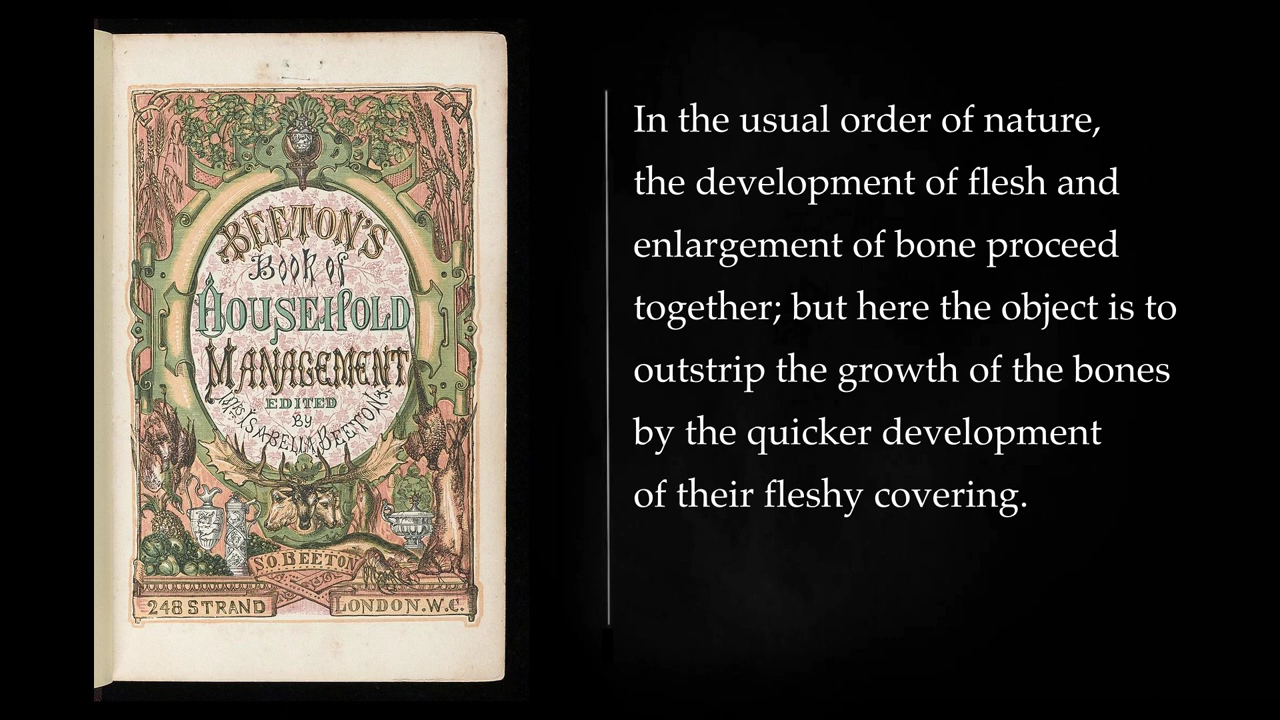 BEETON'S
Book of
HOUSEHOLD
MANAGEMENT
EDITED
By
MRS ISABELLA BEETON.
S.O. BEETON
248 STRAND
LONDON. W.C.
In the usual order of nature,
the development of flesh and
enlargement of bone proceed
together; but here the object is to
outstrip the growth of the bones
by the quicker development
of their fleshy covering.